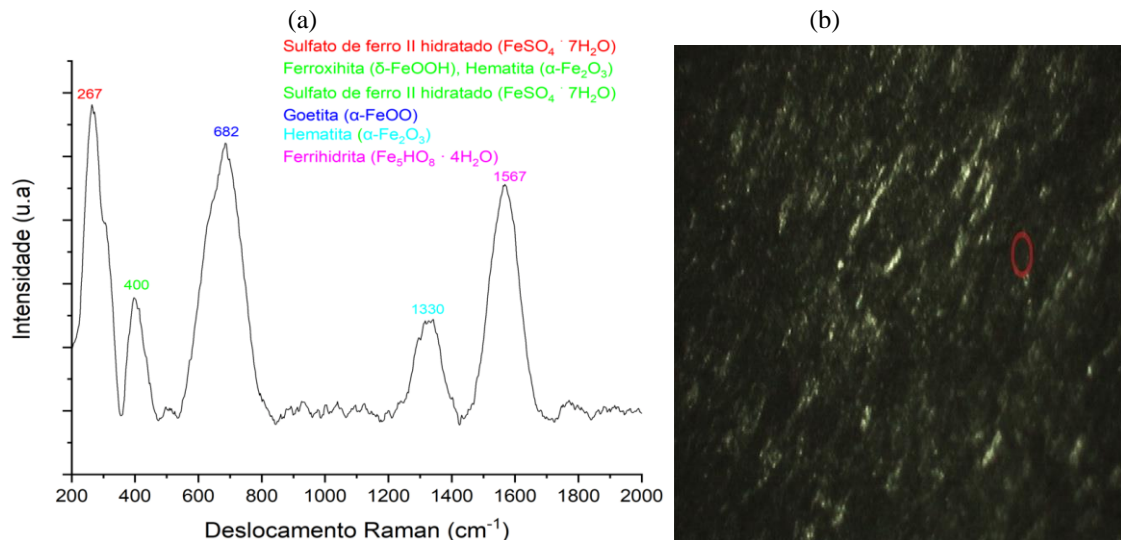 (a)
(b)
Sulfato de ferro II hidratado (FeSO₄ · 7H₂O)
Ferroxihita (δ-FeOOH), Hematita (α-Fe₂O₃)
Sulfato de ferro II hidratado (FeSO₄ · 7H₂O)
Goetita (α-FeOO)
Hematita (α-Fe₂O₃)
Ferrihidrita (Fe₅HO₈ · 4H₂O)
267
682
1567
400
1330
Intensidade (u.a)
200 400 600 800 1000 1200 1400 1600 1800 2000
Deslocamento Raman (cm⁻¹)